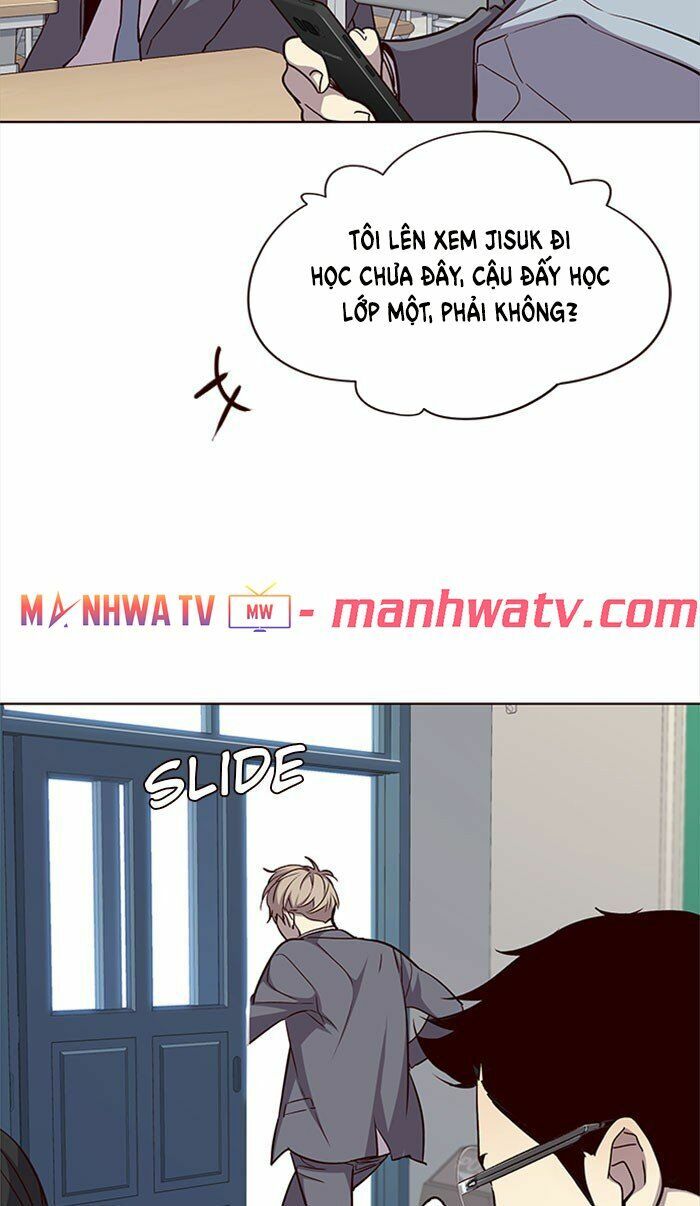 TÔI LÊN XEM JISUK ĐI
HỌC CHƯA ĐÂY, CẬU ĐẤY HỌC
LỚP MỘT, PHẢI KHÔNG?
MANHWA TV MW - manhwatv.com
SLIDE